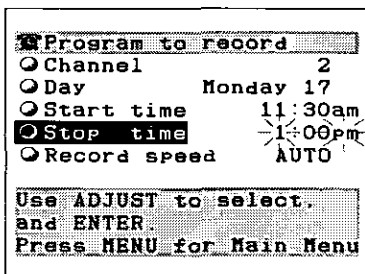 Program to record
Channel 2
Day Monday 17
Start time 11:30am
Stop time 1:00pm
Record speed AUTO
Use ADJUST to select,
and ENTER.
Press MENU for Main Menu